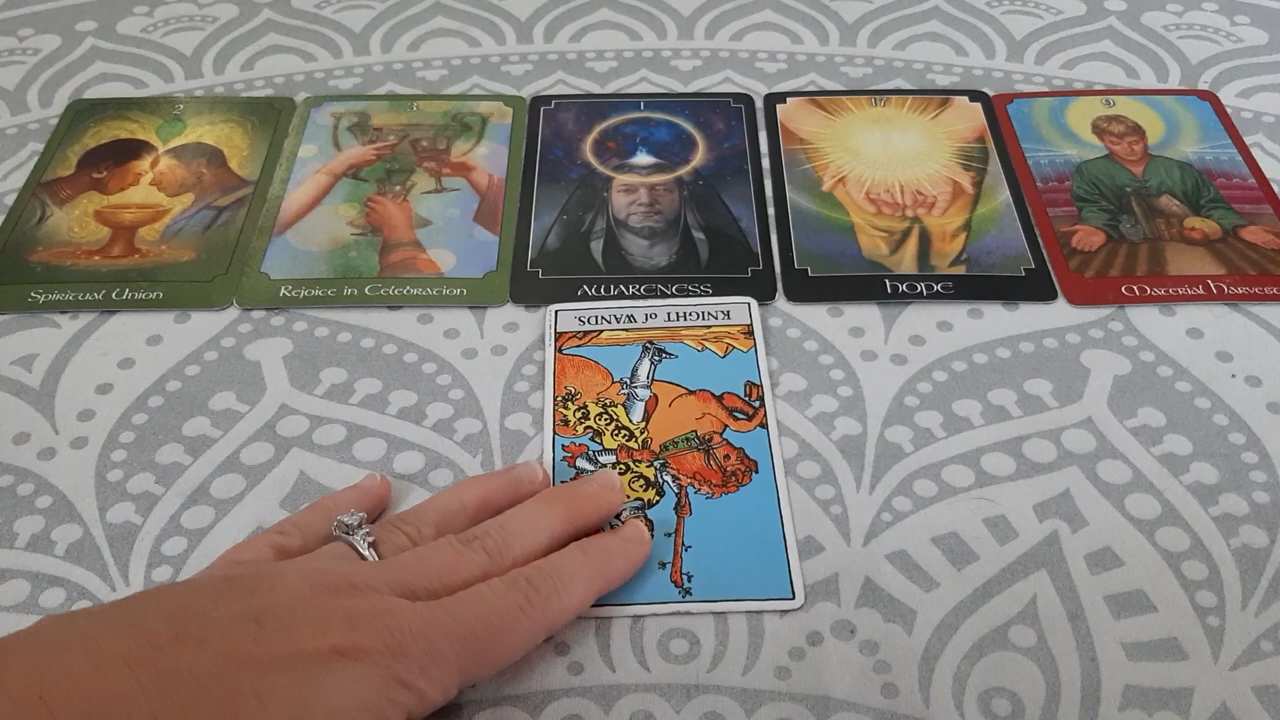 2
3
1
17
9
Spiritual Union
Rejoice in Celebration
AWARENESS
hOPE
Material Harvest
KNIGHT of WANDS.